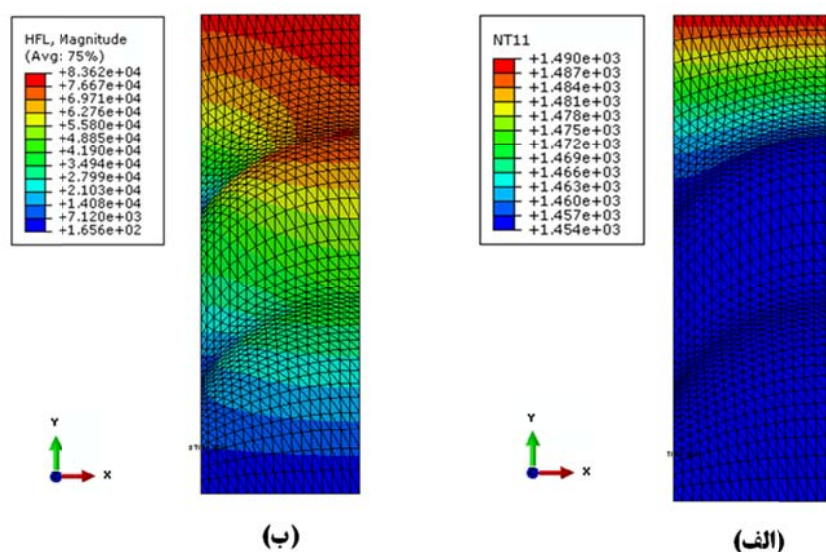 HFL, Magnitude
(Avg: 75%)
+8.362e+04
+7.667e+04
+6.971e+04
+6.276e+04
+5.580e+04
+4.885e+04
+4.190e+04
+3.494e+04
+2.799e+04
+2.103e+04
+1.408e+04
+7.120e+03
+1.656e+02
Y
X
(ب)
NT11
+1.490e+03
+1.487e+03
+1.484e+03
+1.481e+03
+1.478e+03
+1.475e+03
+1.472e+03
+1.469e+03
+1.466e+03
+1.463e+03
+1.460e+03
+1.457e+03
+1.454e+03
Y
X
(الف)